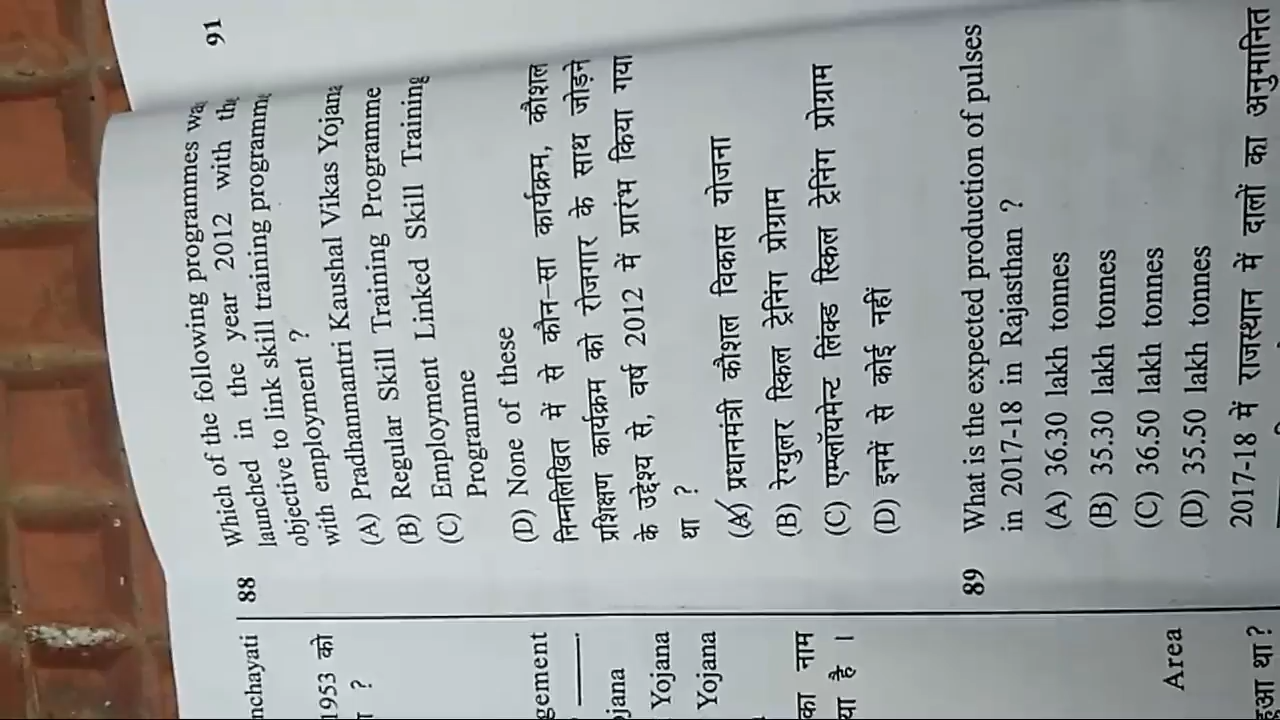 nchayati
1953 को
? 
gement
ojana
Yojana
Yojana
का नाम
या है ।
Area
हुआ था ?
88 Which of the following programmes
launched in the year 2012 with
objective to link skill training
with employment ?
(A) Pradhanmantri Kaushal Vikas Yojana
(B) Regular Skill Training Programme
(C) Employment Linked Skill Training
Programme
(D) None of these
निम्नलिखित में से कौन-सा कार्यक्रम, कौशल
प्रशिक्षण कार्यक्रम को रोजगार के साथ जोड़ने
के उद्देश्य से, वर्ष 2012 में प्रारंभ किया गया
था ?
(A) प्रधानमंत्री कौशल विकास योजना
(B) रेग्युलर स्किल ट्रेनिंग प्रोग्राम
(C) एम्प्लॉयमेन्ट लिंक्ड स्किल ट्रेनिंग प्रोग्राम
(D) इनमें से कोई नहीं
89 What is the expected production of pulses
in 2017-18 in Rajasthan ?
(A) 36.30 lakh tonnes
(B) 35.30 lakh tonnes
(C) 36.50 lakh tonnes
(D) 35.50 lakh tonnes
2017-18 में राजस्थान में दालों का अनुमानित
91